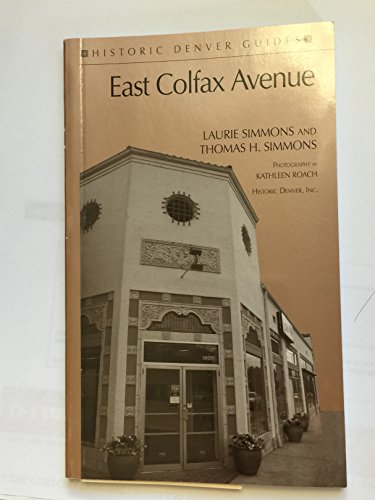 HISTORIC DENVER GUIDES
East Colfax Avenue
LAURIE SIMMONS AND
THOMAS H. SIMMONS
PHOTOGRAPHY BY
KATHLEEN ROACH
HISTORIC DENVER, INC.